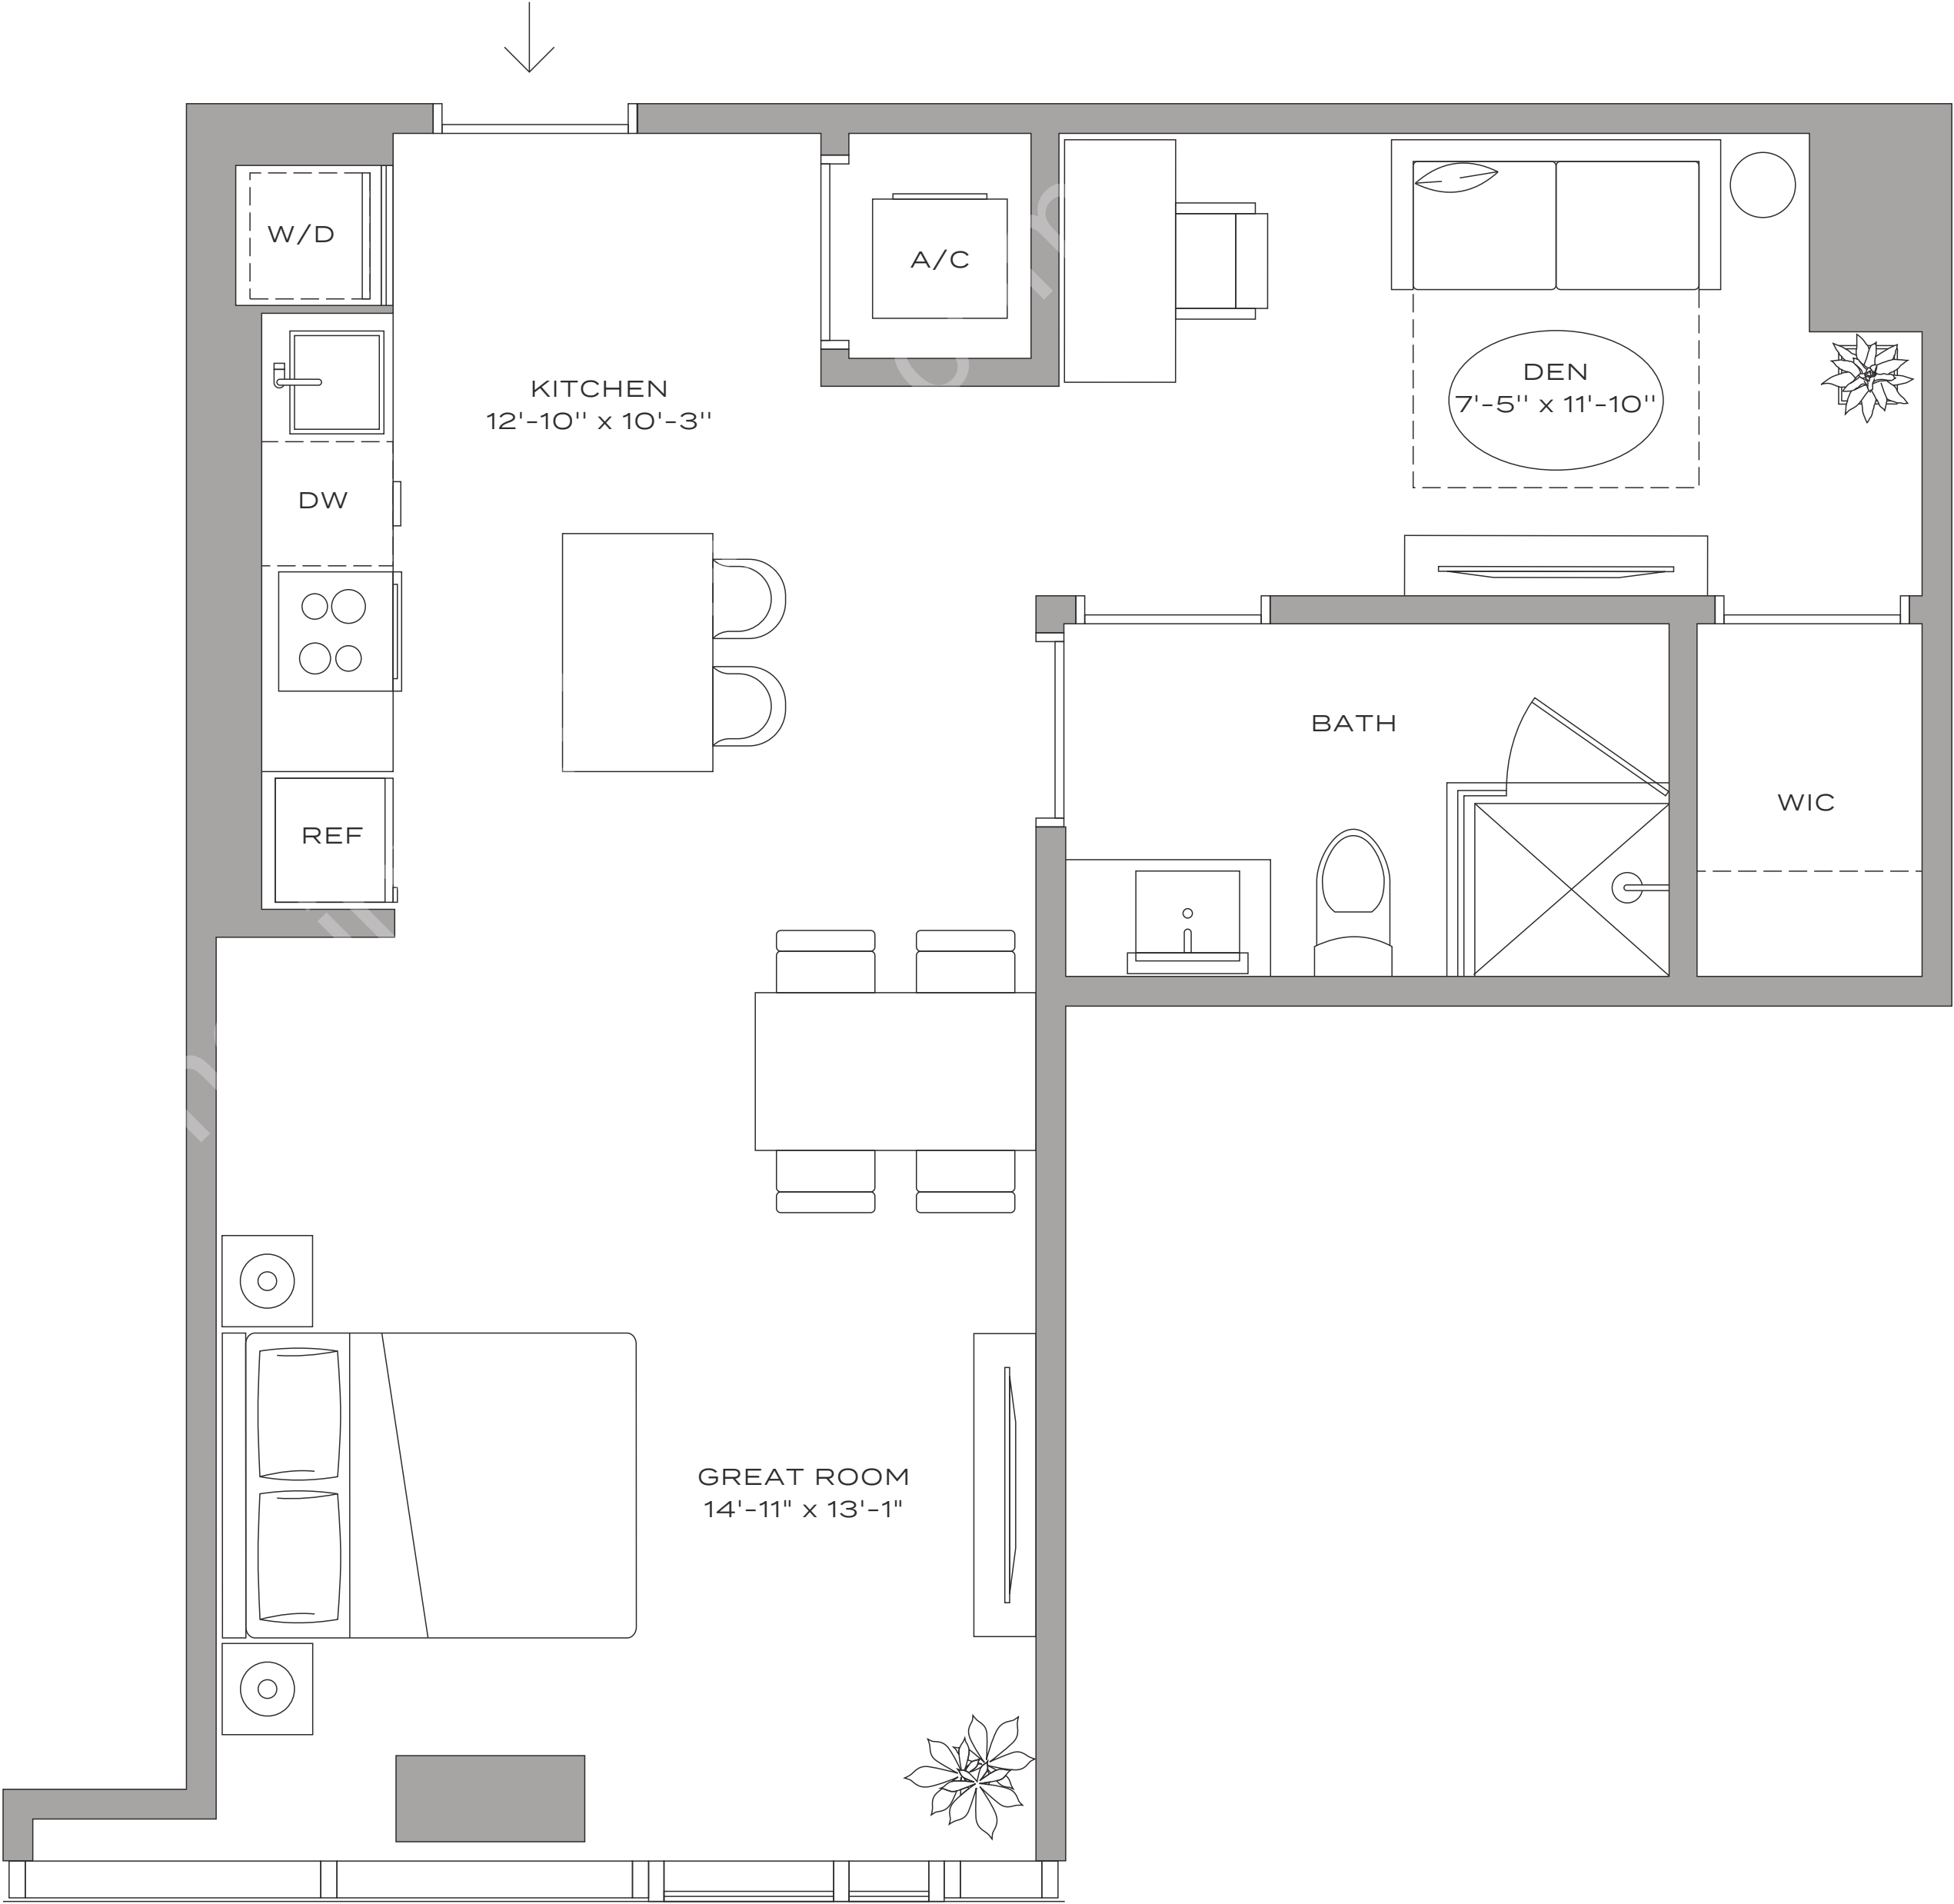 W/D
A/C
KITCHEN
12'-10" x 10'-3"
DEN
7'-5" x 11'-10"
DW
BATH
WIC
REF
GREAT ROOM
14'-11" x 13'-1"